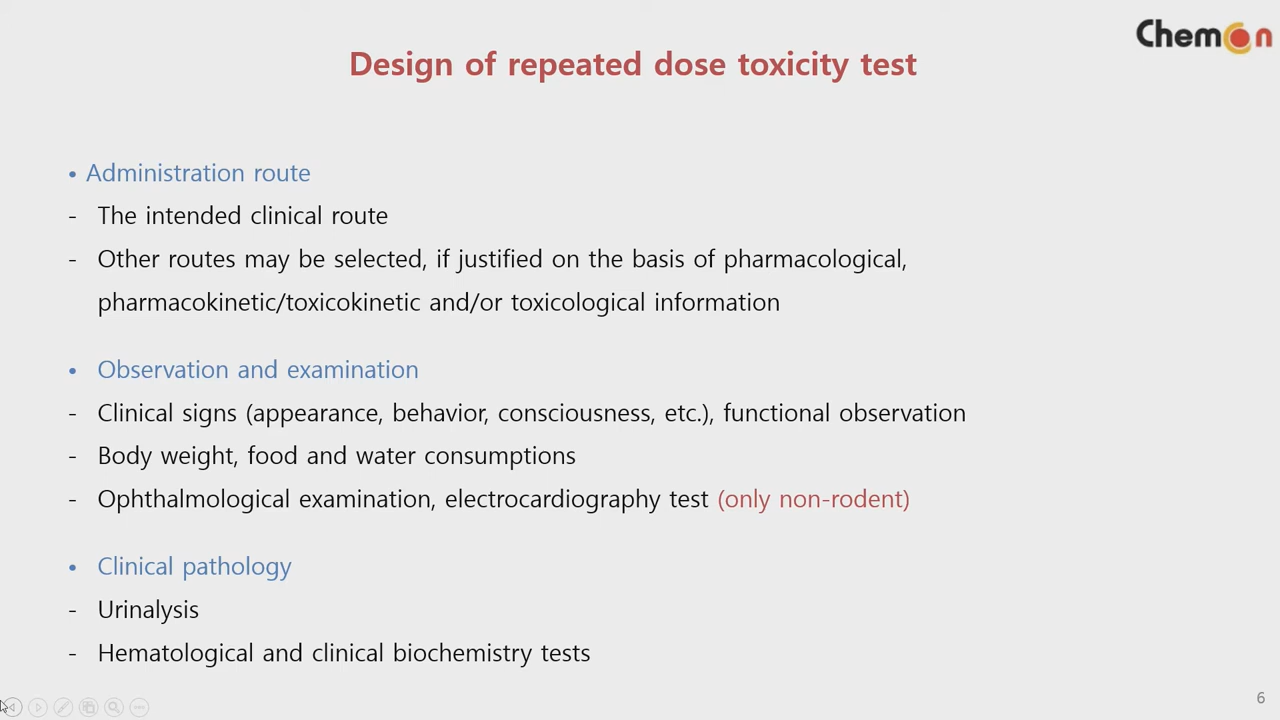 ChemOn
Design of repeated dose toxicity test
• Administration route
- The intended clinical route
- Other routes may be selected, if justified on the basis of pharmacological,
pharmacokinetic/toxicokinetic and/or toxicological information
• Observation and examination
- Clinical signs (appearance, behavior, consciousness, etc.), functional observation
- Body weight, food and water consumptions
- Ophthalmological examination, electrocardiography test (only non-rodent)
• Clinical pathology
- Urinalysis
- Hematological and clinical biochemistry tests
6